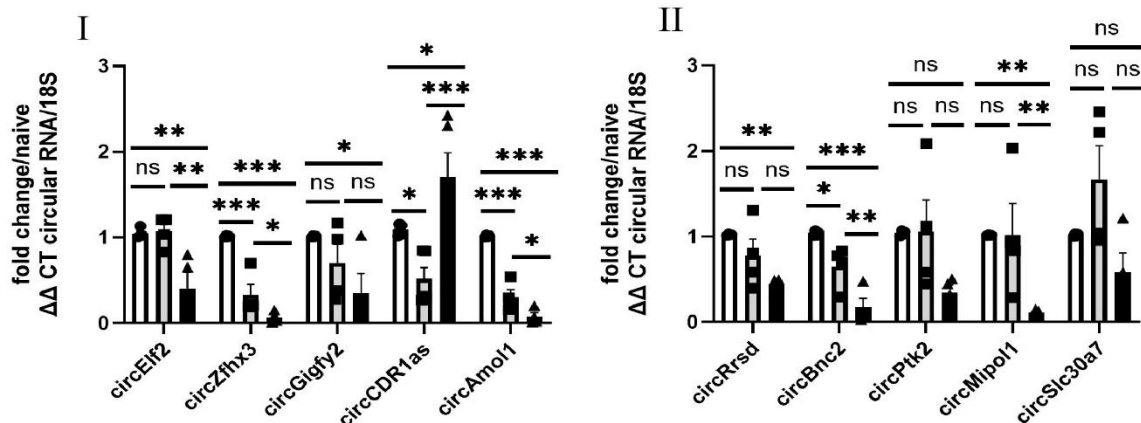 I
fold change/naive
ΔΔ CT circular RNA/18S
3
2
1
0
** ns **
*** *** *
* ns ns
* * ***
*** *** *
circElf2
circZfhx3
circGigfy2
circCDR1as
circAmol1
II
fold change/naive
ΔΔ CT circular RNA/18S
3
2
1
0
** ns ns
*** * **
ns ns ns
** ns **
ns ns ns
circRrsd
circBnc2
circPtk2
circMipol1
circSlc30a7